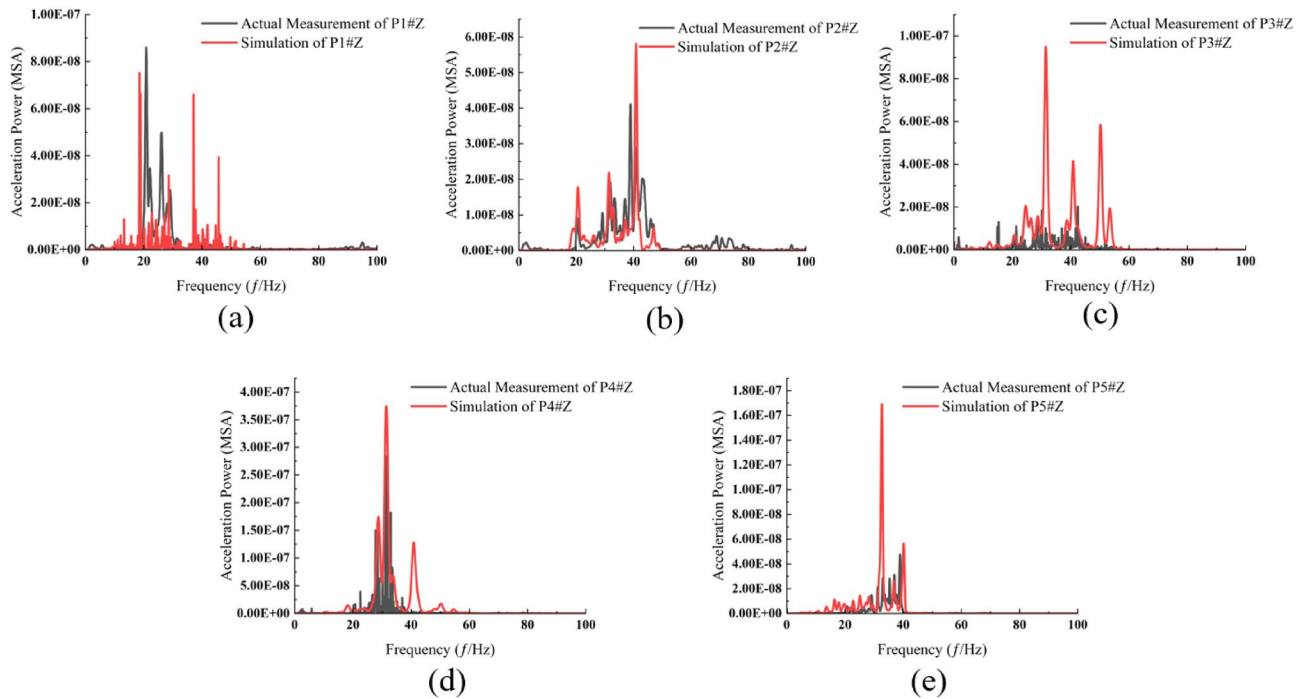 Actual Measurement of P1#Z
Simulation of P1#Z
1.00E-07
8.00E-08
6.00E-08
4.00E-08
2.00E-08
0.00E+00
Acceleration Power (MSA)
0 20 40 60 80 100
Frequency (f/Hz)
(a)
Actual Measurement of P2#Z
Simulation of P2#Z
6.00E-08
5.00E-08
4.00E-08
3.00E-08
2.00E-08
1.00E-08
0.00E+00
Acceleration Power (MSA)
0 20 40 60 80 100
Frequency (f/Hz)
(b)
Actual Measurement of P3#Z
Simulation of P3#Z
1.00E-07
8.00E-08
6.00E-08
4.00E-08
2.00E-08
0.00E+00
Acceleration Power (MSA)
0 20 40 60 80 100
Frequency (f/Hz)
(c)
Actual Measurement of P4#Z
Simulation of P4#Z
4.00E-07
3.50E-07
3.00E-07
2.50E-07
2.00E-07
1.50E-07
1.00E-07
5.00E-08
0.00E+00
Acceleration Power (MSA)
0 20 40 60 80 100
Frequency (f/Hz)
(d)
Actual Measurement of P5#Z
Simulation of P5#Z
1.80E-07
1.60E-07
1.40E-07
1.20E-07
1.00E-07
8.00E-08
6.00E-08
4.00E-08
2.00E-08
0.00E+00
Acceleration Power (MSA)
0 20 40 60 80 100
Frequency (f/Hz)
(e)